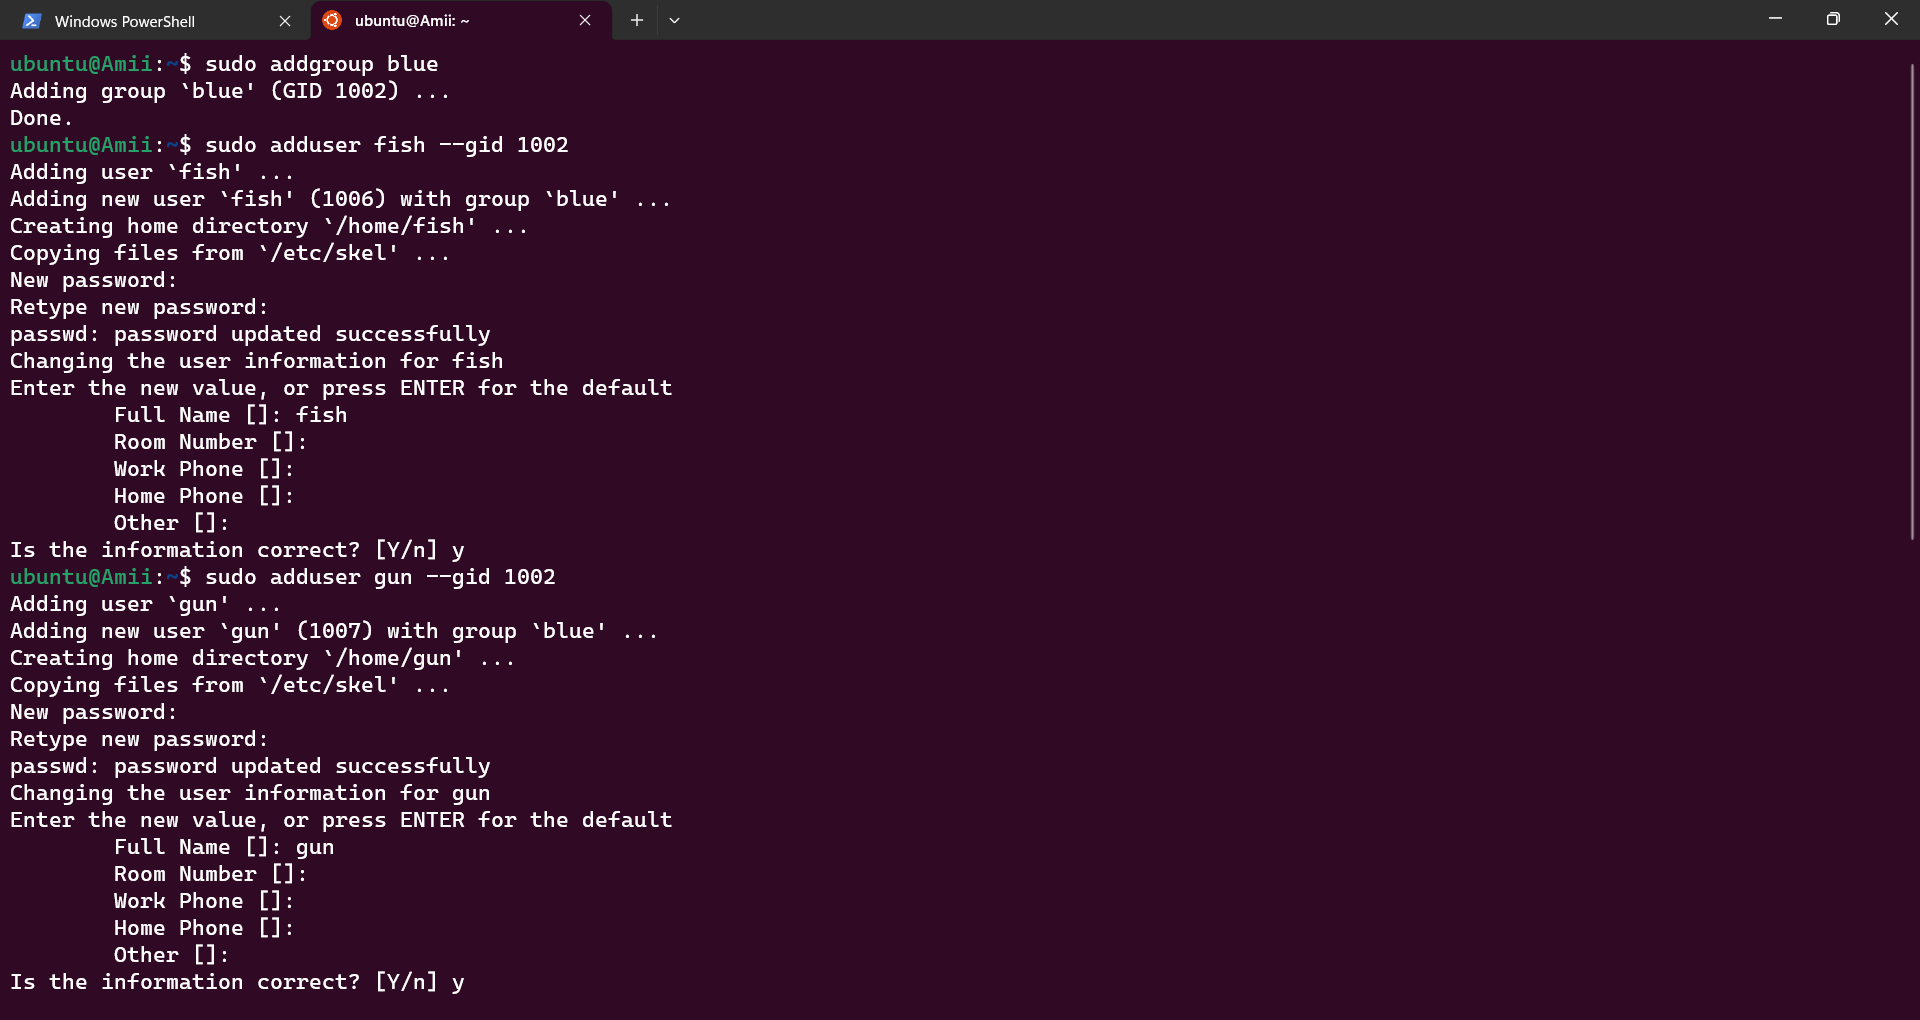 Windows PowerShell
ubuntu@Amii: ~
ubuntu@Amii:~$ sudo addgroup blue
Adding group `blue' (GID 1002) ...
Done.
ubuntu@Amii:~$ sudo adduser fish --gid 1002
Adding user `fish' ...
Adding new user `fish' (1006) with group `blue' ...
Creating home directory `/home/fish' ...
Copying files from `/etc/skel' ...
New password:
Retype new password:
passwd: password updated successfully
Changing the user information for fish
Enter the new value, or press ENTER for the default
        Full Name []: fish
        Room Number []:
        Work Phone []:
        Home Phone []:
        Other []:
Is the information correct? [Y/n] y
ubuntu@Amii:~$ sudo adduser gun --gid 1002
Adding user `gun' ...
Adding new user `gun' (1007) with group `blue' ...
Creating home directory `/home/gun' ...
Copying files from `/etc/skel' ...
New password:
Retype new password:
passwd: password updated successfully
Changing the user information for gun
Enter the new value, or press ENTER for the default
        Full Name []: gun
        Room Number []:
        Work Phone []:
        Home Phone []:
        Other []:
Is the information correct? [Y/n] y